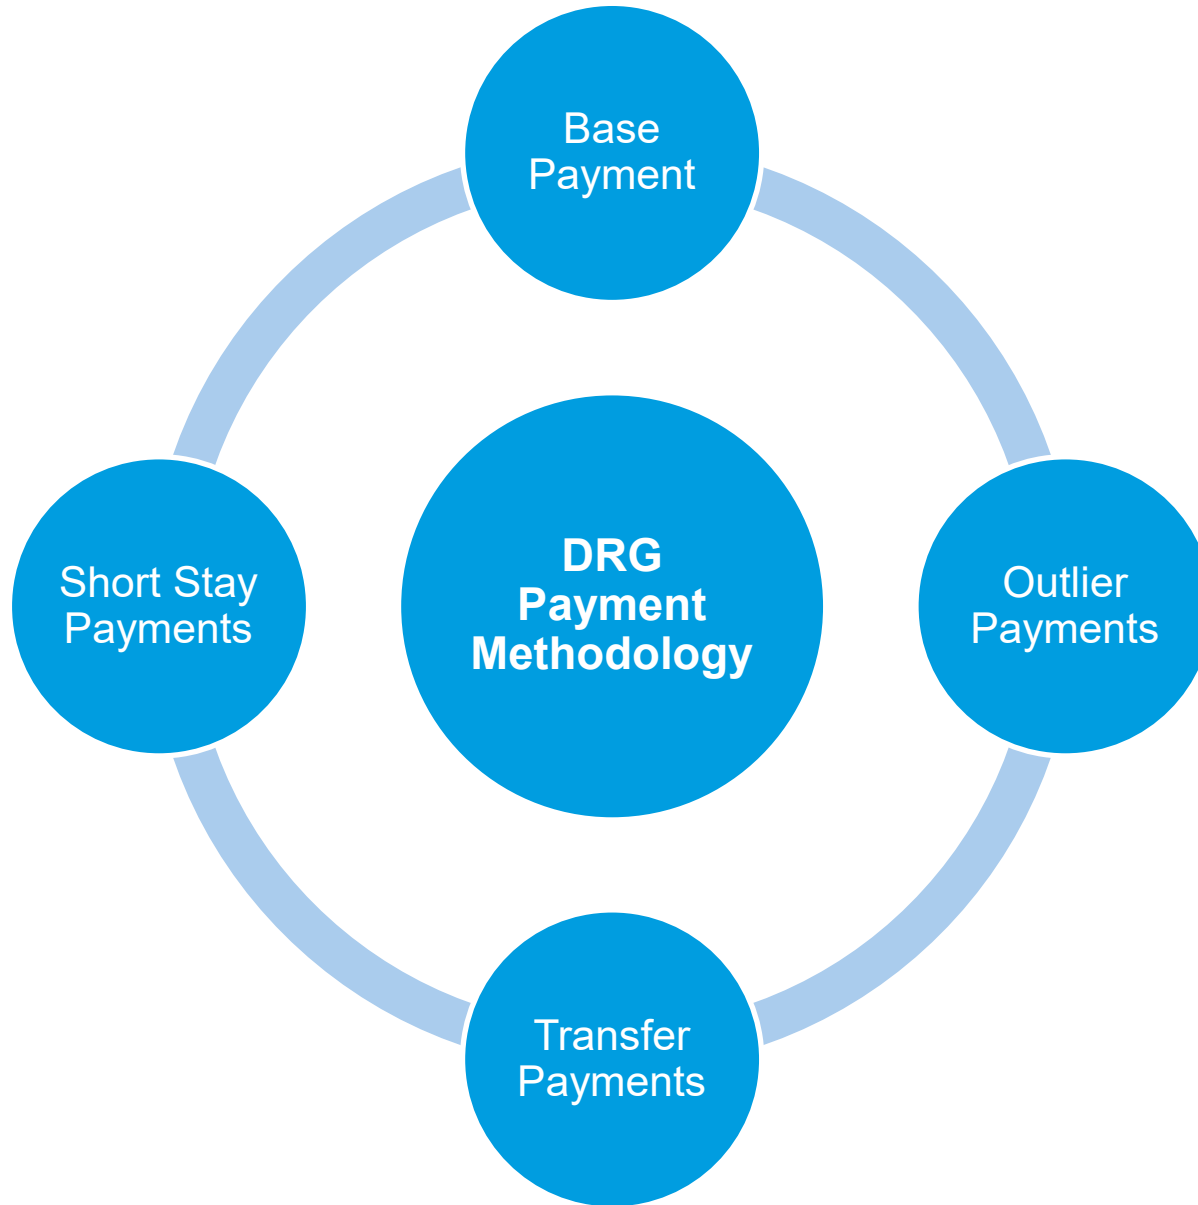 Base
Payment
Short Stay
Payments
DRG
Payment
Methodology
Outlier
Payments
Transfer
Payments